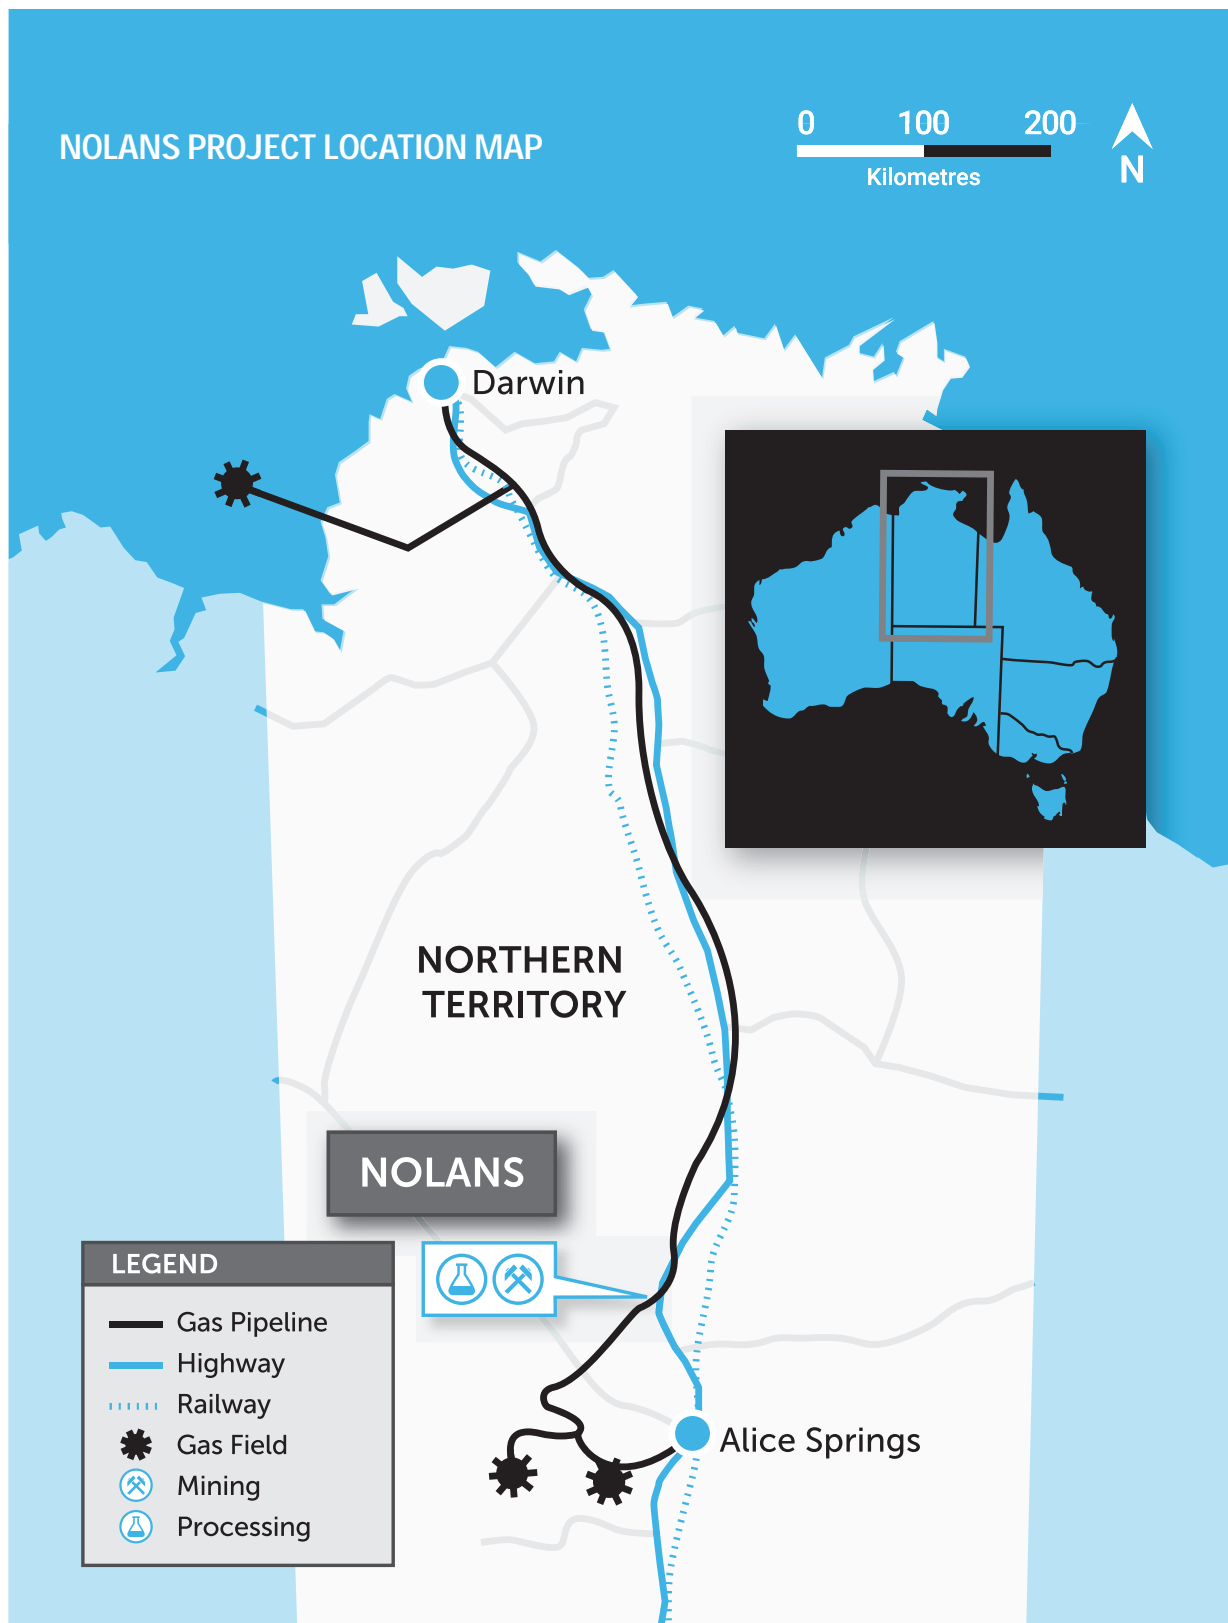 NOLANS PROJECT LOCATION MAP
0 100 200
Kilometres
N
Darwin
NORTHERN
TERRITORY
NOLANS
LEGEND
Gas Pipeline
Highway
Railway
Gas Field
Mining
Processing
Alice Springs